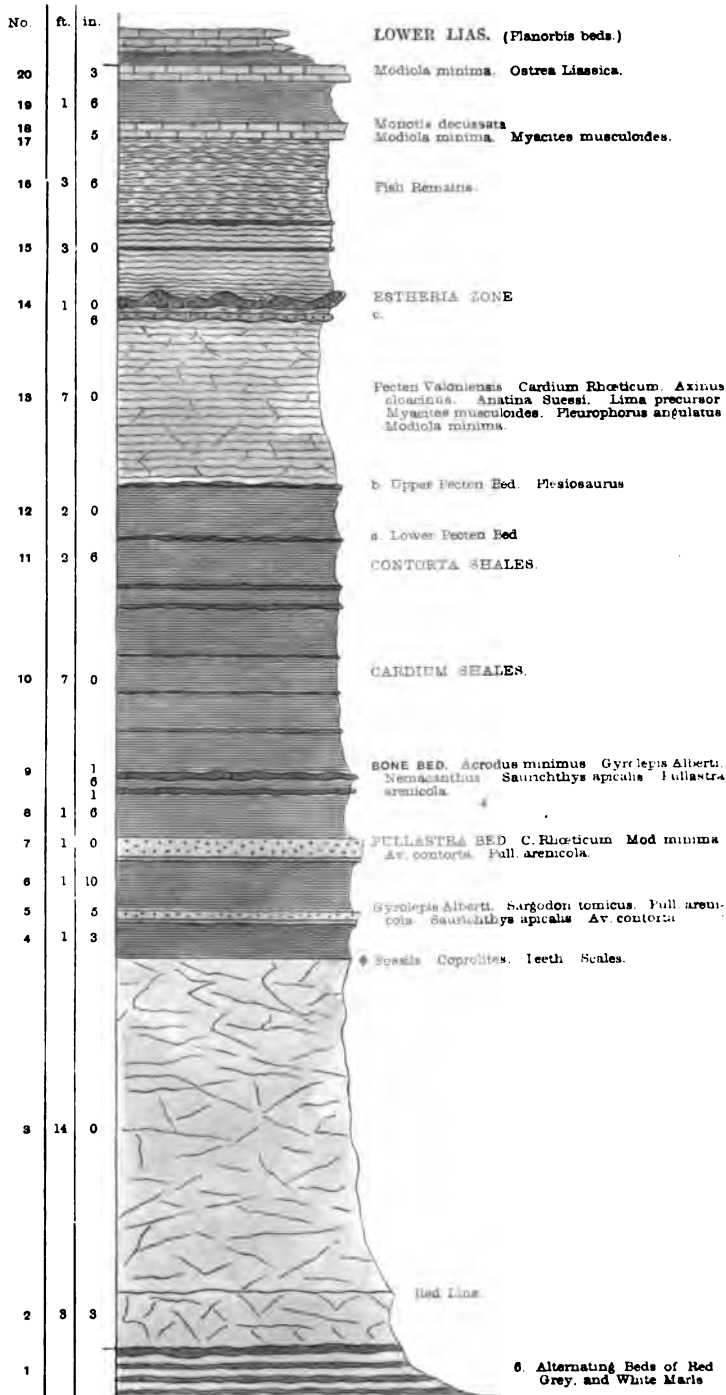 No. ft. in.
LOWER LIAS. (Planorbis beds.)
20 3 Modiola minima. Ostrea Liassica.
19 1 6
18 Monotis decussata
5 Modiola minima. Myacites musculoides.
17
16 3 6 Fish Remains.
15 3 0
14 1 0 ESTHERIA ZONE
6 c.
13 7 0 Pecten Valoniensis Cardium Rhœticum. Axinus
cloacinus. Anatina Suessi. Lima precursor
Myacites musculoides. Pleurophorus angulatus
Modiola minima.
b. Upper Pecten Bed. Plesiosaurus
12 2 0
a. Lower Pecten Bed
11 2 6 CONTORTA SHALES.
10 7 0 CARDIUM SHALES.
9 1 BONE BED. Acrodus minimus Gyrolepis Alberti.
6 Nemacanthus Saurichthys apicalis Pullastra
1 arenicola.
8 1 6
7 1 0 PULLASTRA BED C. Rhœticum Mod minima
Av. contorta. Pull. arenicola.
6 1 10
5 5 Gyrolepis Alberti. Sargodon tomicus. Pull. areni-
cola. Saurichthys apicalis Av. contorta
4 1 3
Fossils Coprolites. Teeth Scales.
3 14 0
Red Line.
2 3 3
1 6. Alternating Beds of Red
Grey, and White Marls